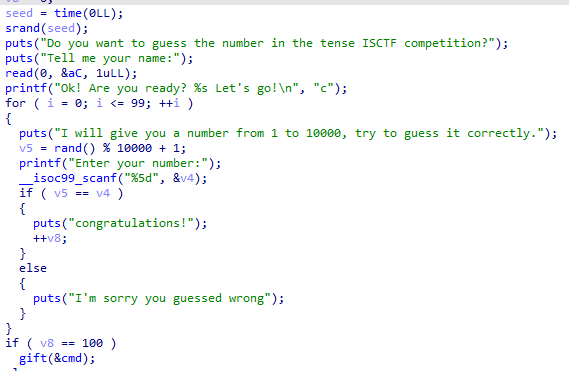 seed = time(0LL);
srand(seed);
puts("Do you want to guess the number in the tense ISCTF competition?");
puts("Tell me your name:");
read(0, &aC, 1uLL);
printf("Ok! Are you ready? %s Let's go!\n", "c");
for ( i = 0; i <= 99; ++i )
{
puts("I will give you a number from 1 to 10000, try to guess it correctly.");
v5 = rand() % 10000 + 1;
printf("Enter your number:");
__isoc99_scanf("%5d", &v4);
if ( v5 == v4 )
{
puts("congratulations!");
++v8;
}
else
{
puts("I'm sorry you guessed wrong");
}
}
if ( v8 == 100 )
gift(&cmd);